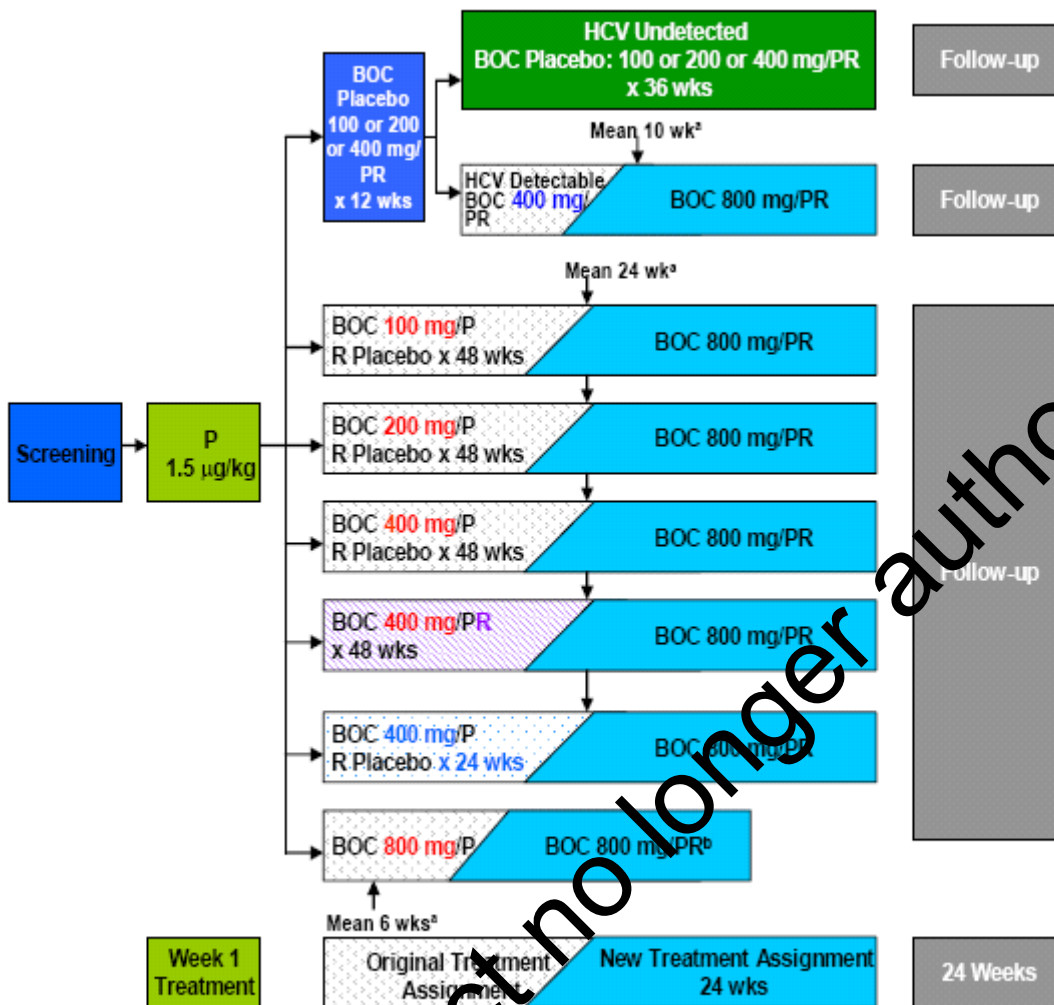 HCV Undetected
BOC Placebo: 100 or 200 or 400 mg/PR
x 36 wks
Follow-up
BOC
Placebo
100 or 200
or 400 mg/
PR
x 12 wks
Mean 10 wkª
HCV Detectable
BOC 400 mg/
PR
BOC 800 mg/PR
Follow-up
Mean 24 wkª
BOC 100 mg/P
R Placebo x 48 wks
BOC 800 mg/PR
BOC 200 mg/P
R Placebo x 48 wks
BOC 800 mg/PR
Screening
P
1.5 µg/kg
BOC 400 mg/P
R Placebo x 48 wks
BOC 800 mg/PR
Follow-up
BOC 400 mg/PR
x 48 wks
BOC 800 mg/PR
BOC 400 mg/P
R Placebo x 24 wks
BOC 800 mg/PR
BOC 800 mg/P
BOC 800 mg/PRᵇ
Mean 6 wksª
Week 1
Treatment
Original Treatment
Assignment
New Treatment Assignment
24 wks
24 Weeks
no longer